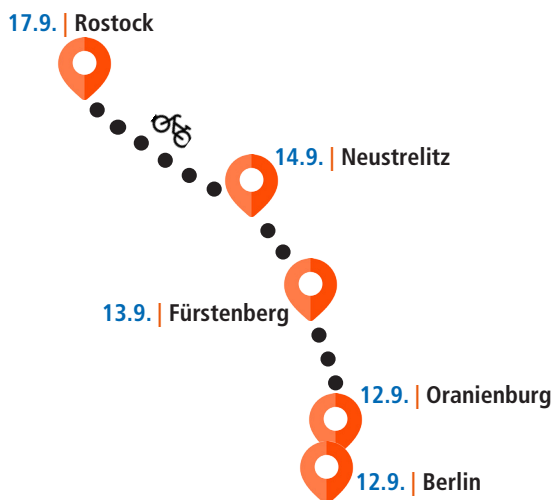 17.9. | Rostock
14.9. | Neustrelitz
13.9. | Fürstenberg
12.9. | Oranienburg
12.9. | Berlin